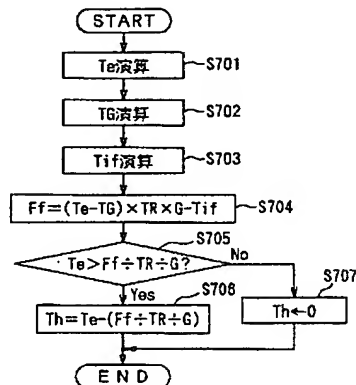 START
Te演算 S701
TG演算 S702
Tif演算 S703
Ff=(Te-TG)×TR×G-Tif S704
Te>Ff÷TR÷G? S705
No
Yes
S706
S707
Th=Te-(Ff÷TR÷G)
Th←0
END